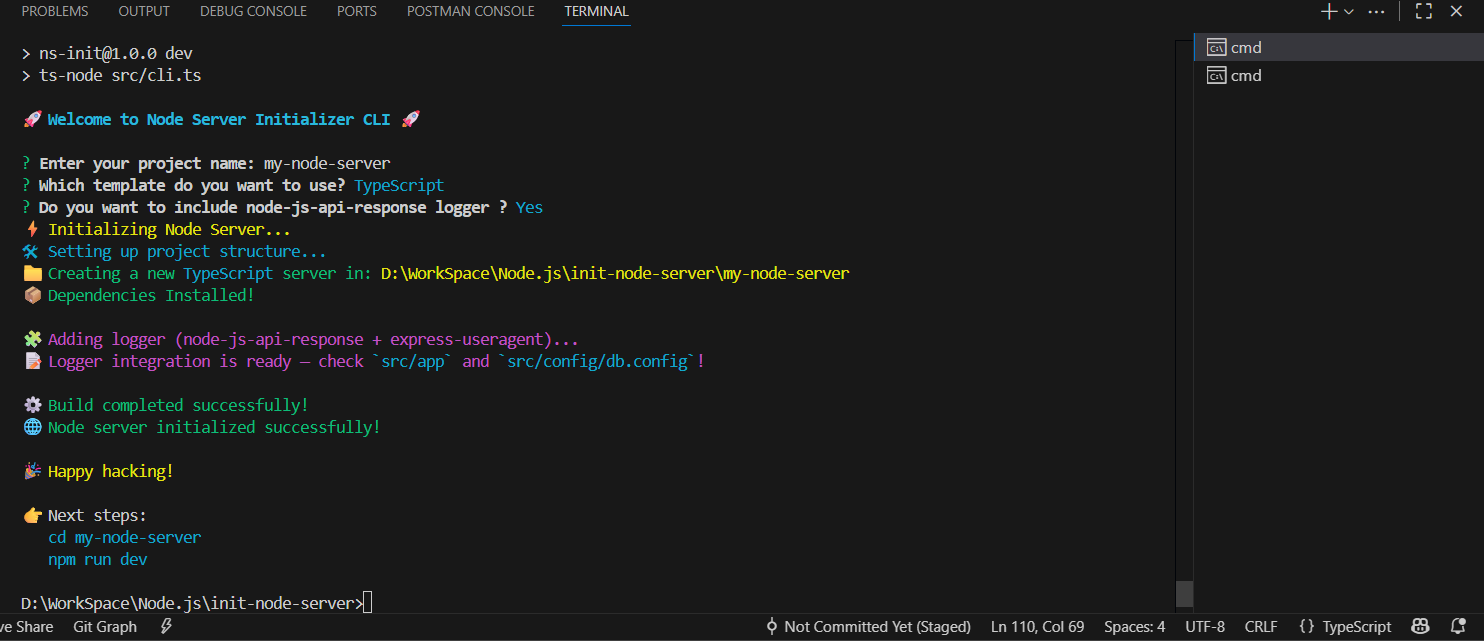 PROBLEMS OUTPUT DEBUG CONSOLE PORTS POSTMAN CONSOLE TERMINAL
> ns-init@1.0.0 dev
> ts-node src/cli.ts
🚀 Welcome to Node Server Initializer CLI 🚀
? Enter your project name: my-node-server
? Which template do you want to use? TypeScript
? Do you want to include node-js-api-response logger ? Yes
⚡ Initializing Node Server...
🛠 Setting up project structure...
📁 Creating a new TypeScript server in: D:\WorkSpace\Node.js\init-node-server\my-node-server
📦 Dependencies Installed!
🧩 Adding logger (node-js-api-response + express-useragent)...
📝 Logger integration is ready — check `src/app` and `src/config/db.config`!
⚙️ Build completed successfully!
🌐 Node server initialized successfully!
🎉 Happy hacking!
👉 Next steps:
cd my-node-server
npm run dev
D:\WorkSpace\Node.js\init-node-server>
cmd
cmd
ve Share Git Graph Not Committed Yet (Staged) Ln 110, Col 69 Spaces: 4 UTF-8 CRLF {} TypeScript